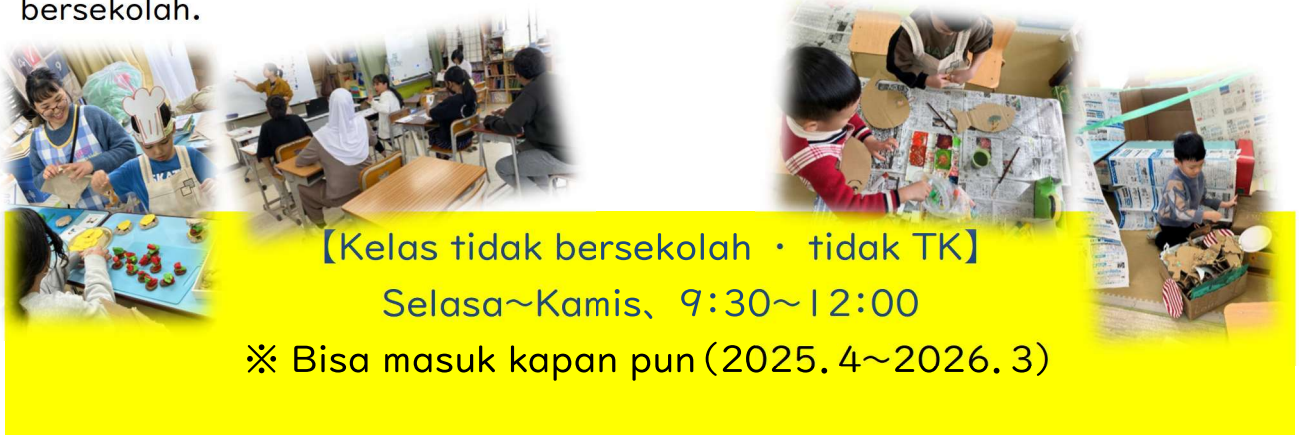 bersekolah.
【Kelas tidak bersekolah ・ tidak TK】
Selasa～Kamis、9:30～12:00
※ Bisa masuk kapan pun(2025.4～2026.3)